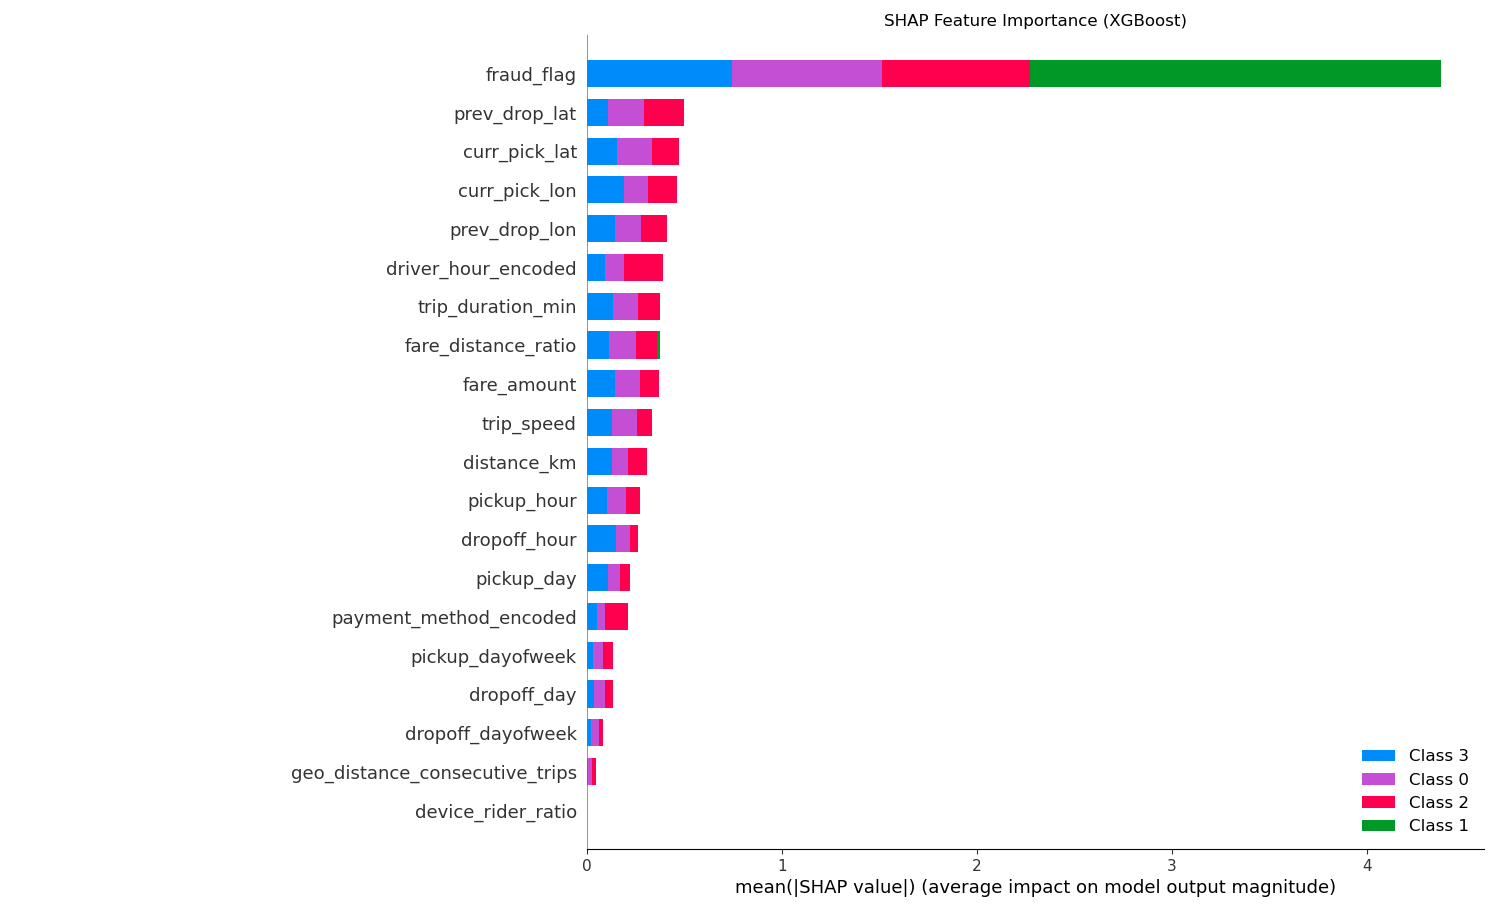 SHAP Feature Importance (XGBoost)
fraud_flag
prev_drop_lat
curr_pick_lat
curr_pick_lon
prev_drop_lon
driver_hour_encoded
trip_duration_min
fare_distance_ratio
fare_amount
trip_speed
distance_km
pickup_hour
dropoff_hour
pickup_day
payment_method_encoded
pickup_dayofweek
dropoff_day
dropoff_dayofweek
geo_distance_consecutive_trips
device_rider_ratio
Class 3
Class 0
Class 2
Class 1
0 1 2 3 4
mean(|SHAP value|) (average impact on model output magnitude)